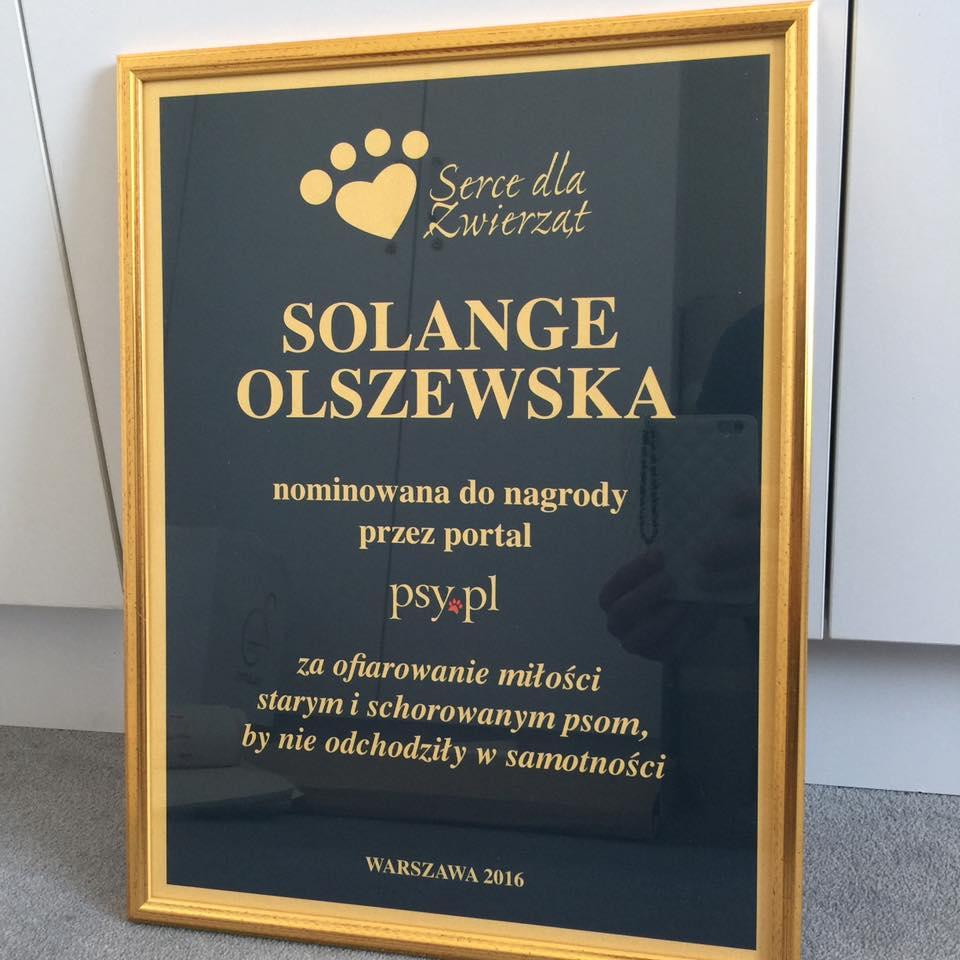 Serce dla
Zwierząt
SOLANGE
OLSZEWSKA
nominowana do nagrody
przez portal
psy.pl
za ofiarowanie miłości
starym i schorowanym psom,
by nie odchodziły w samotności
WARSZAWA 2016